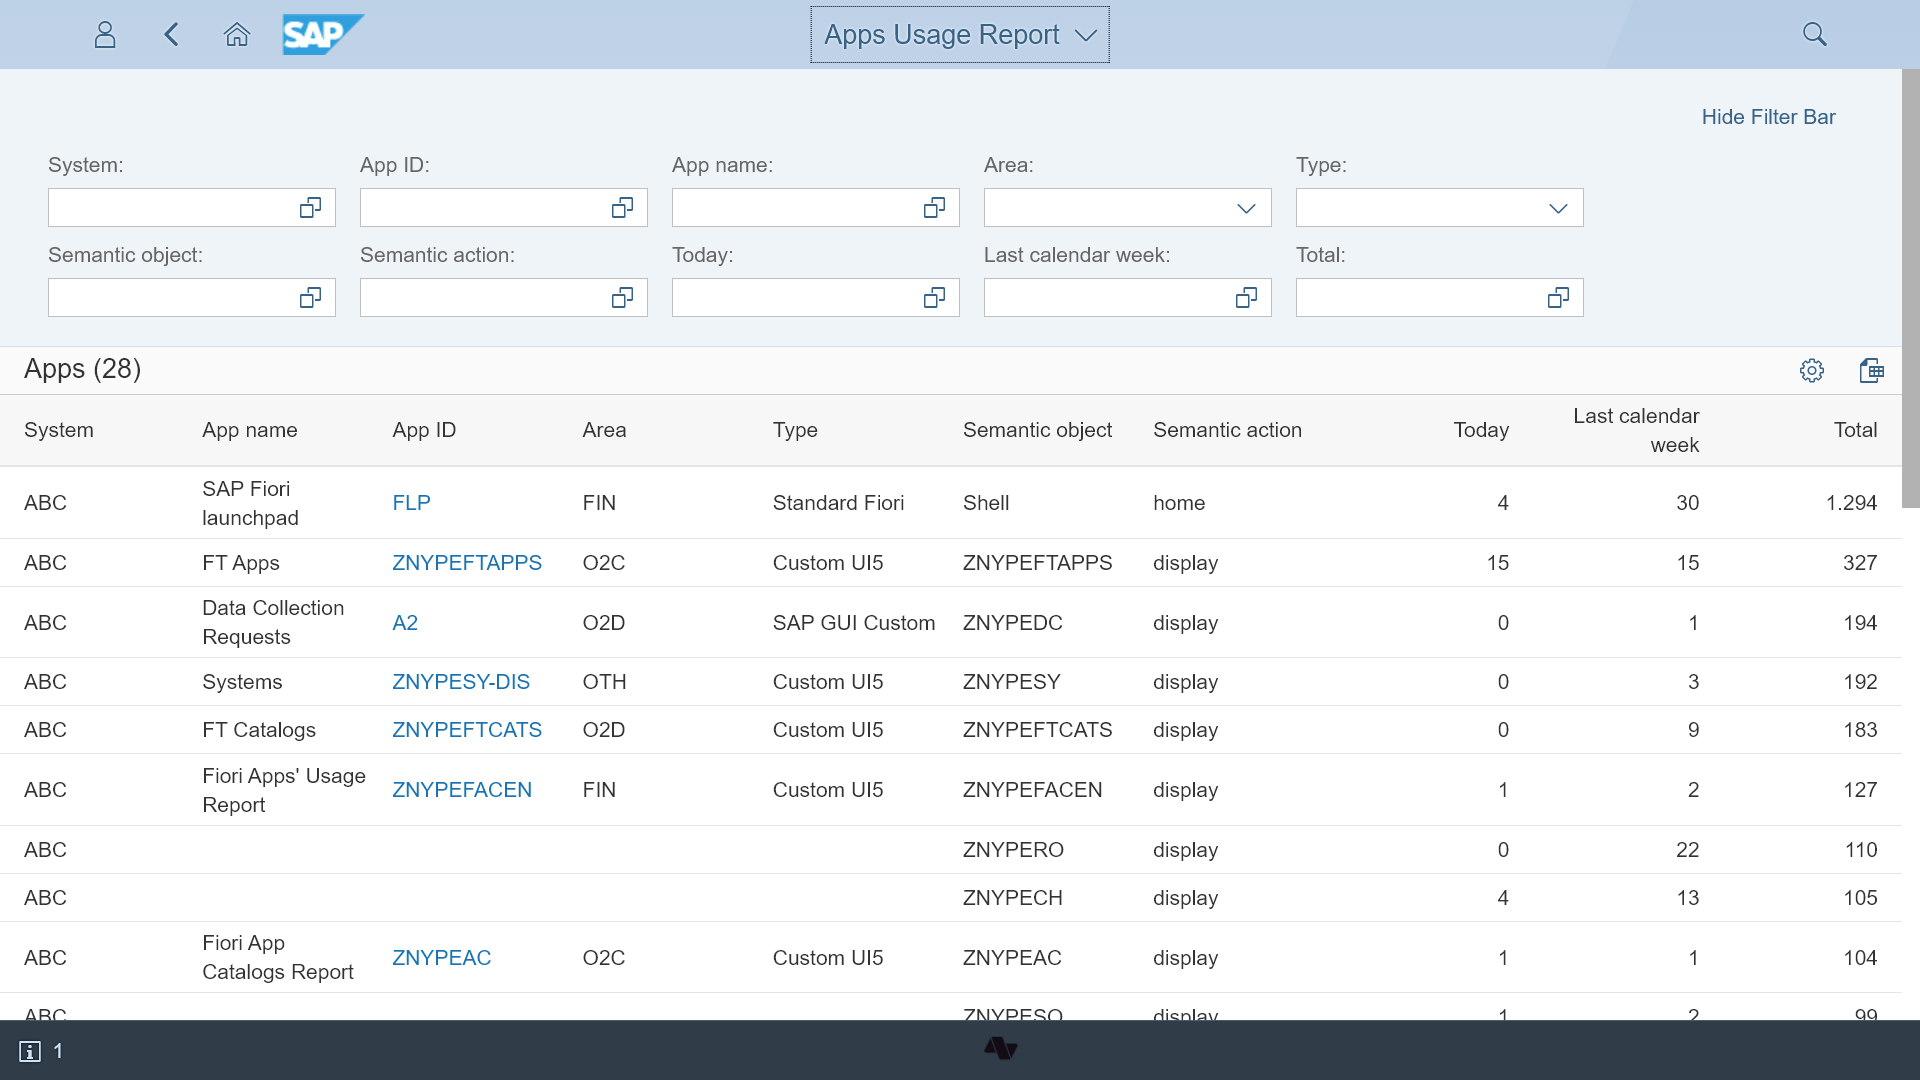 SAP
Apps Usage Report
Hide Filter Bar
System: App ID: App name: Area: Type:
Semantic object: Semantic action: Today: Last calendar week: Total:
Apps (28)
System App name App ID Area Type Semantic object Semantic action Today Last calendar week Total
ABC SAP Fiori launchpad FLP FIN Standard Fiori Shell home 4 30 1.294
ABC FT Apps ZNYPEFTAPPS O2C Custom UI5 ZNYPEFTAPPS display 15 15 327
ABC Data Collection Requests A2 O2D SAP GUI Custom ZNYPEDC display 0 1 194
ABC Systems ZNYPESY-DIS OTH Custom UI5 ZNYPESY display 0 3 192
ABC FT Catalogs ZNYPEFTCATS O2D Custom UI5 ZNYPEFTCATS display 0 9 183
ABC Fiori Apps' Usage Report ZNYPEFACEN FIN Custom UI5 ZNYPEFACEN display 1 2 127
ABC ZNYPERO display 0 22 110
ABC ZNYPECH display 4 13 105
ABC Fiori App Catalogs Report ZNYPEAC O2C Custom UI5 ZNYPEAC display 1 1 104
ABC ZNYPESO display 1 2 99
1